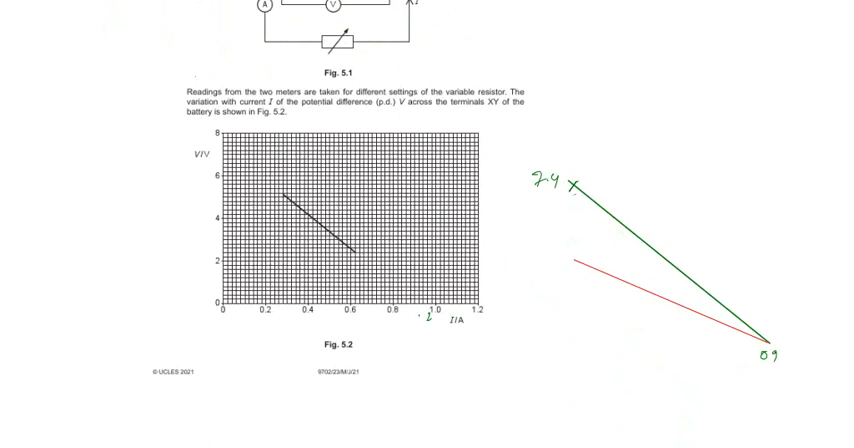 A
V
I
Fig. 5.1
Readings from the two meters are taken for different settings of the variable resistor. The
variation with current I of the potential difference (p.d.) V across the terminals XY of the
battery is shown in Fig. 5.2.
8
V/V
6
4
2
0
0 0.2 0.4 0.6 0.8 1.0 1.2
I/A
Fig. 5.2
© UCLES 2021
9702/23/M/J/21
7.4
0.9